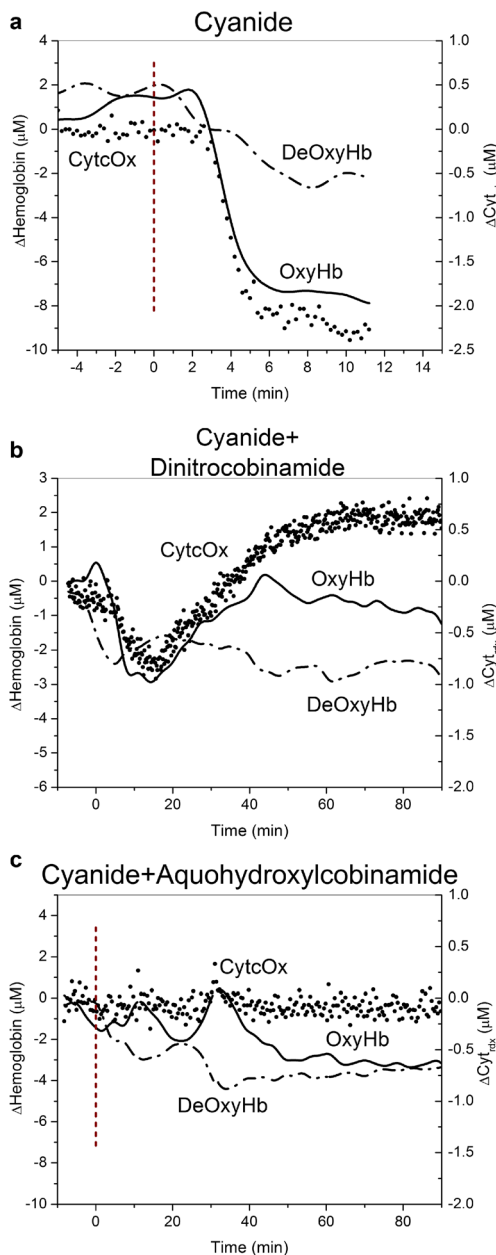 a
Cyanide
4
2
0
-2
-4
-6
-8
-10
ΔHemoglobin (μM)
1.0
0.5
0.0
-0.5
-1.0
-1.5
-2.0
-2.5
(μM)
CytcOx
DeOxyHb
OxyHb
-4 -2 0 2 4 6 8 10 12 14
Time (min)
b
Cyanide+
Dinitrocobinamide
3
2
1
0
-1
-2
-3
-4
-5
-6
ΔHemoglobin (μM)
1.0
0.5
0.0
-0.5
-1.0
-1.5
-2.0
(μM)
CytcOx
OxyHb
DeOxyHb
0 20 40 60 80
Time (min)
c
Cyanide+Aquohydroxylcobinamide
4
2
0
-2
-4
-6
-8
-10
ΔHemoglobin (μM)
1.0
0.5
0.0
-0.5
-1.0
-1.5
-2.0
ΔCytrdx (μM)
CytcOx
OxyHb
DeOxyHb
0 20 40 60 80
Time (min)